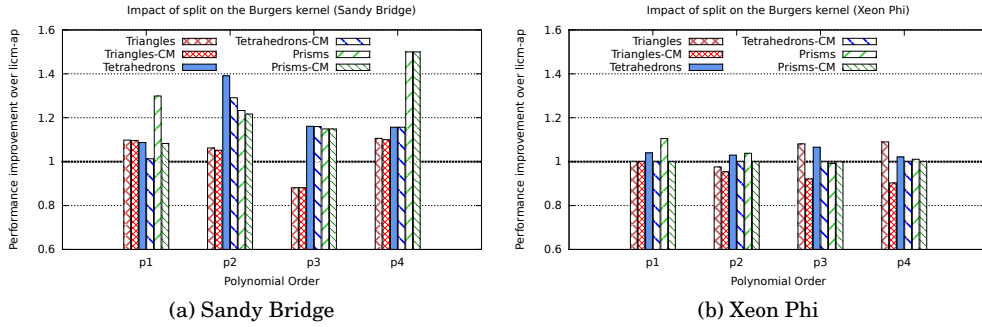 Impact of split on the Burgers kernel (Sandy Bridge)
Performance improvement over licm-ap
1.6
1.4
1.2
1
0.8
0.6
Triangles
Triangles-CM
Tetrahedrons
Tetrahedrons-CM
Prisms
Prisms-CM
p1 p2 p3 p4
Polynomial Order
(a) Sandy Bridge
Impact of split on the Burgers kernel (Xeon Phi)
Performance improvement over licm-ap
1.6
1.4
1.2
1
0.8
0.6
Triangles
Triangles-CM
Tetrahedrons
Tetrahedrons-CM
Prisms
Prisms-CM
p1 p2 p3 p4
Polynomial Order
(b) Xeon Phi